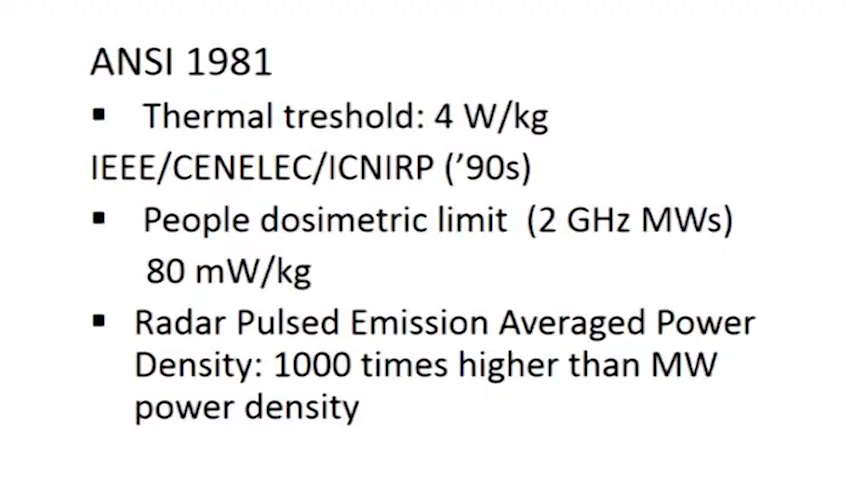 ANSI 1981
▪ Thermal treshold: 4 W/kg
IEEE/CENELEC/ICNIRP (’90s)
▪ People dosimetric limit (2 GHz MWs)
80 mW/kg
▪ Radar Pulsed Emission Averaged Power
Density: 1000 times higher than MW
power density